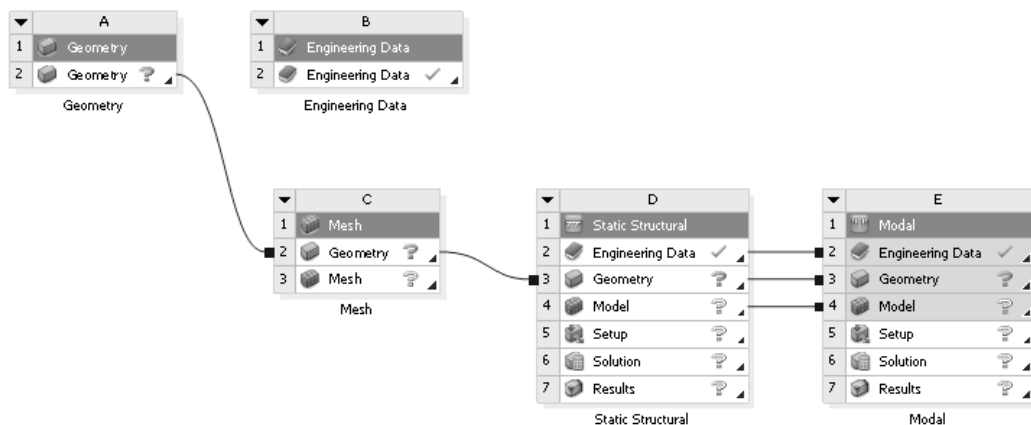 A
1 Geometry
2 Geometry ?
Geometry
B
1 Engineering Data
2 Engineering Data ✓
Engineering Data
C
1 Mesh
2 Geometry ?
3 Mesh ?
Mesh
D
1 Static Structural
2 Engineering Data ✓
3 Geometry ?
4 Model ?
5 Setup ?
6 Solution ?
7 Results ?
Static Structural
E
1 Modal
2 Engineering Data ✓
3 Geometry ?
4 Model ?
5 Setup ?
6 Solution ?
7 Results ?
Modal